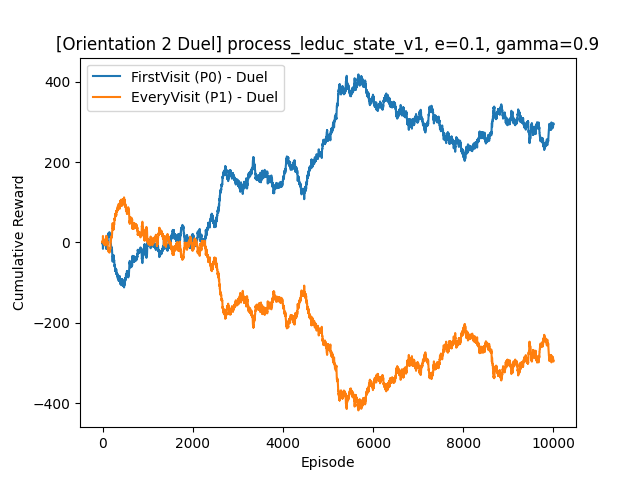 [Orientation 2 Duel] process_leduc_state_v1, e=0.1, gamma=0.9
FirstVisit (P0) - Duel
EveryVisit (P1) - Duel
Cumulative Reward
400
200
0
−200
−400
0 2000 4000 6000 8000 10000
Episode